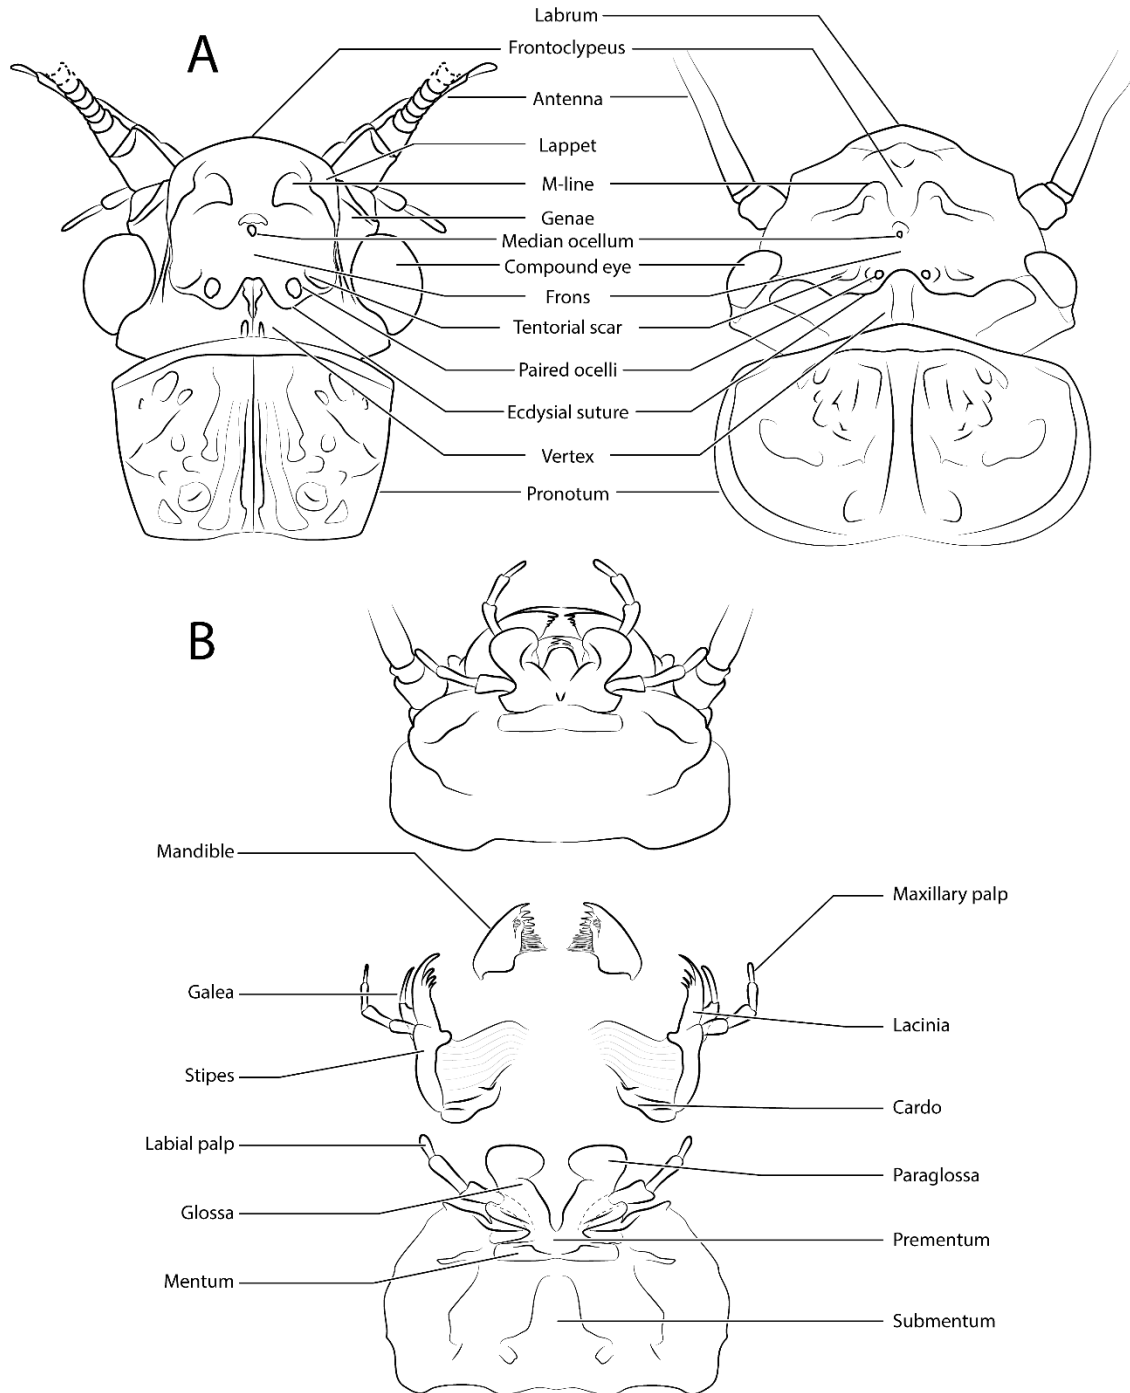 Labrum
Frontoclypeus
A
Antenna
Lappet
M-line
Genae
Median ocellum
Compound eye
Frons
Tentorial scar
Paired ocelli
Ecdysial suture
Vertex
Pronotum
B
Mandible
Maxillary palp
Galea
Lacinia
Stipes
Cardo
Labial palp
Paraglossa
Glossa
Prementum
Mentum
Submentum